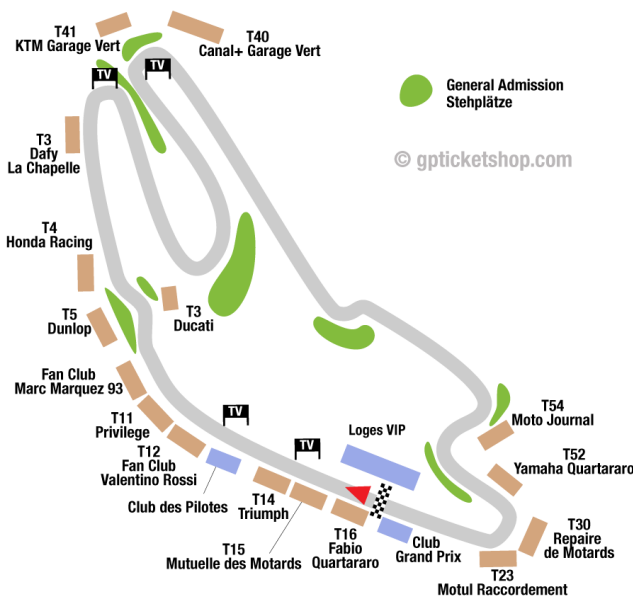 T41
KTM Garage Vert
T40
Canal+ Garage Vert
TV
TV
General Admission
Stehplätze
© gpticketshop.com
T3
Dafy
La Chapelle
T4
Honda Racing
T3
Ducati
T5
Dunlop
Fan Club
Marc Marquez 93
T11
Privilege
T12
Fan Club
Valentino Rossi
Club des Pilotes
TV
TV
Loges VIP
T54
Moto Journal
T52
Yamaha Quartararo
T14
Triumph
T15
Mutuelle des Motards
T16
Fabio
Quartararo
Club
Grand Prix
T30
Repaire
de Motards
T23
Motul Raccordement